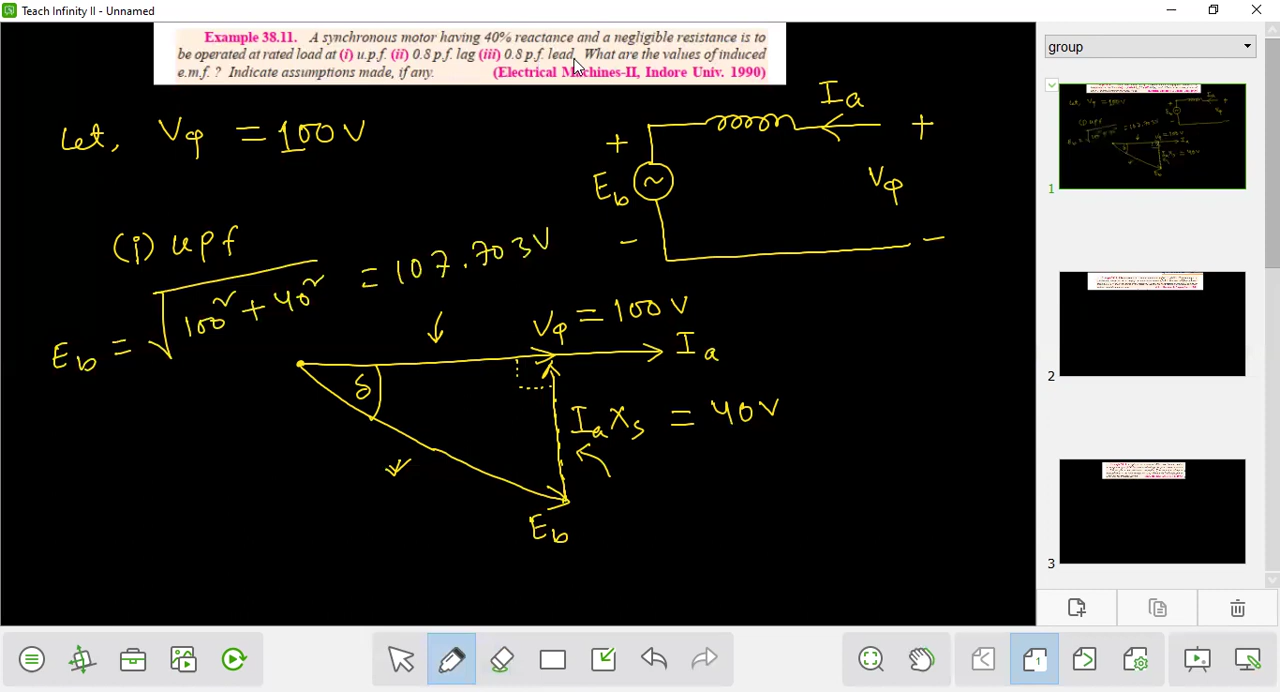 Teach Infinity II - Unnamed
Example 38.11. A synchronous motor having 40% reactance and a negligible resistance is to
be operated at rated load at (i) u.p.f. (ii) 0.8 p.f. lag (iii) 0.8 p.f. lead. What are the values of induced
e.m.f. ? Indicate assumptions made, if any. (Electrical Machines-II, Indore Univ. 1990)
Let, Vφ = 100 V
Ia
+ +
Eb ~ Vφ
- -
(i) upf
Eb = √(100² + 40²) = 107.703 V
Vφ = 100 V
Ia
δ
IaXs = 40 V
Eb
group
1
2
3
1